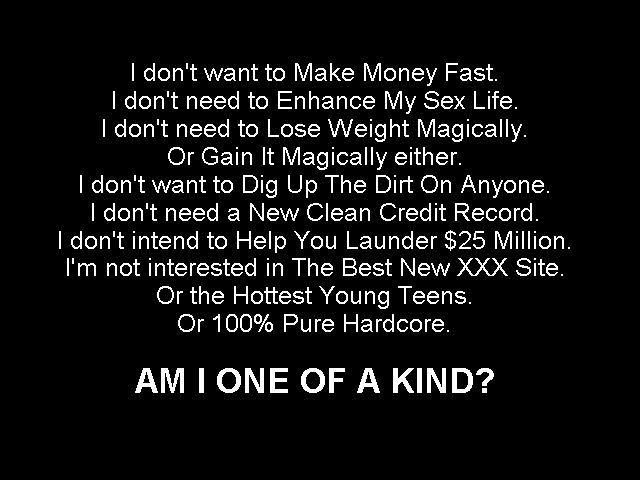 I don't want to Make Money Fast.
I don't need to Enhance My Sex Life.
I don't need to Lose Weight Magically.
Or Gain It Magically either.
I don't want to Dig Up The Dirt On Anyone.
I don't need a New Clean Credit Record.
I don't intend to Help You Launder $25 Million.
I'm not interested in The Best New XXX Site.
Or the Hottest Young Teens.
Or 100% Pure Hardcore.
AM I ONE OF A KIND?